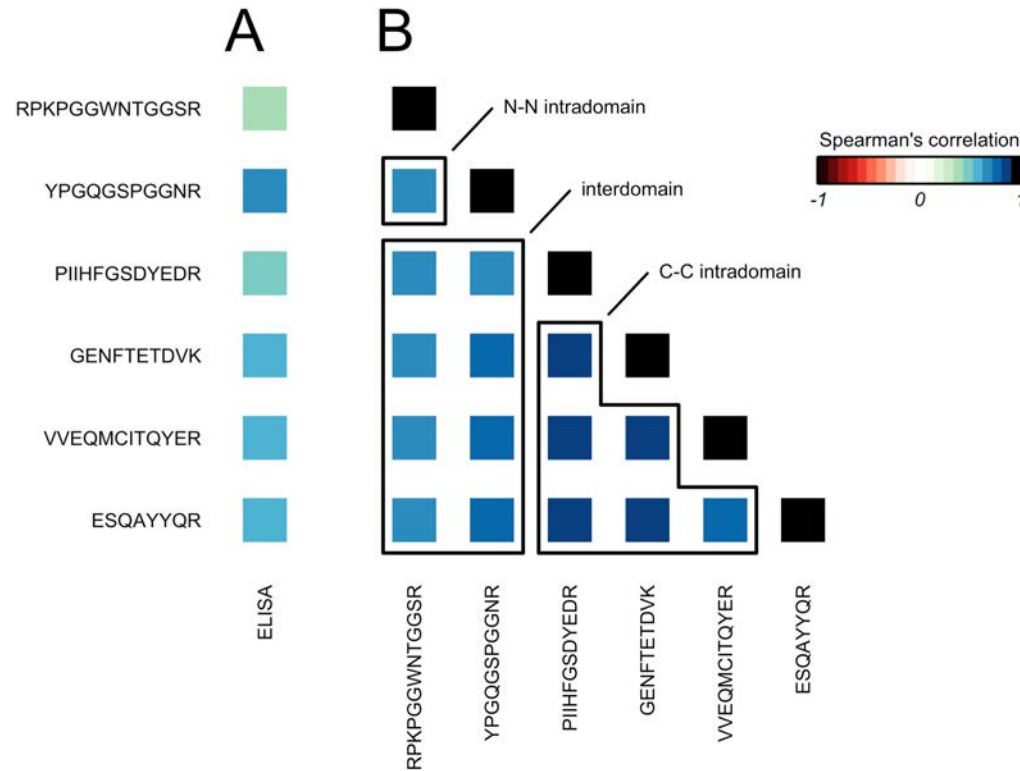 A
B
RPKPGGWNTGGSR
N-N intradomain
Spearman's correlation
-1
0
1
YPGQGSPGGNR
interdomain
PIIHFGSDYEDR
C-C intradomain
GENFTETDVK
VVEQMCITQYER
ESQAYYQR
ELISA
RPKPGGWNTGGSR
YPGQGSPGGNR
PIIHFGSDYEDR
GENFTETDVK
VVEQMCITQYER
ESQAYYQR